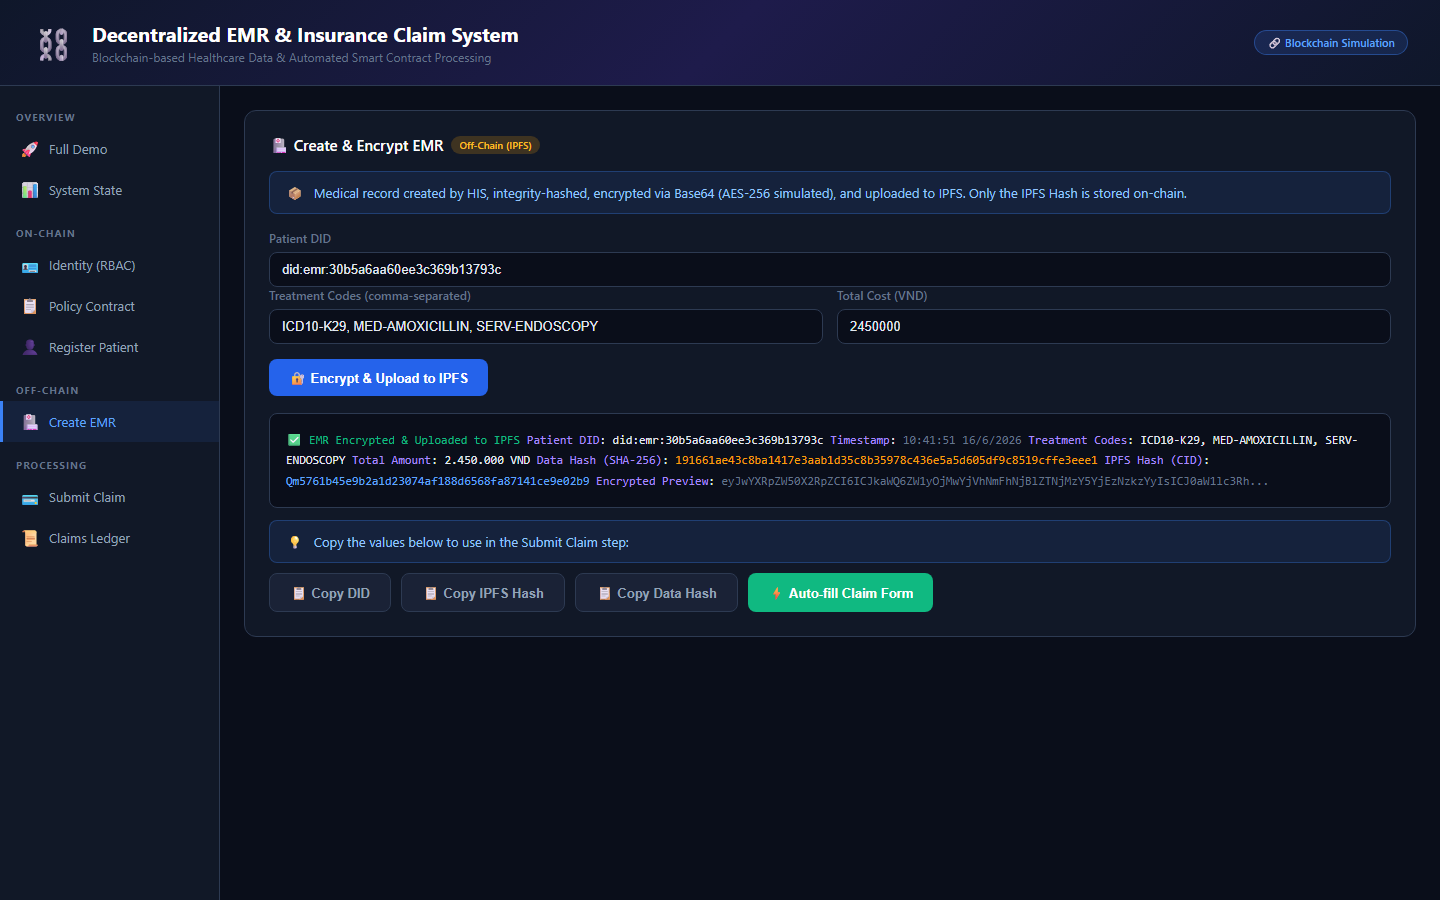 Decentralized EMR & Insurance Claim System
Blockchain-based Healthcare Data & Automated Smart Contract Processing
Blockchain Simulation
OVERVIEW
Full Demo
System State
ON-CHAIN
Identity (RBAC)
Policy Contract
Register Patient
OFF-CHAIN
Create EMR
PROCESSING
Submit Claim
Claims Ledger
Create & Encrypt EMR Off-Chain (IPFS)
Medical record created by HIS, integrity-hashed, encrypted via Base64 (AES-256 simulated), and uploaded to IPFS. Only the IPFS Hash is stored on-chain.
Patient DID
did:emr:30b5a6aa60ee3c369b13793c
Treatment Codes (comma-separated)
ICD10-K29, MED-AMOXICILLIN, SERV-ENDOSCOPY
Total Cost (VND)
2450000
Encrypt & Upload to IPFS
EMR Encrypted & Uploaded to IPFS Patient DID: did:emr:30b5a6aa60ee3c369b13793c Timestamp: 10:41:51 16/6/2026 Treatment Codes: ICD10-K29, MED-AMOXICILLIN, SERV-
ENDOSCOPY Total Amount: 2.450.000 VND Data Hash (SHA-256): 191661ae43c8ba1417e3aab1d35c8b35978c436e5a5d605df9c8519cffe3eee1 IPFS Hash (CID):
Qm5761b45e9b2a1d23074af188d6568fa87141ce9e02b9 Encrypted Preview: eyJwYXRpZW50X2RpZCI6ICJkaWQ6ZW1yOjMwYjVhNmFhNjBlZTNjMzY5YjEzNzkzYyIsICJ0aW1lc3Rh...
Copy the values below to use in the Submit Claim step:
Copy DID
Copy IPFS Hash
Copy Data Hash
Auto-fill Claim Form